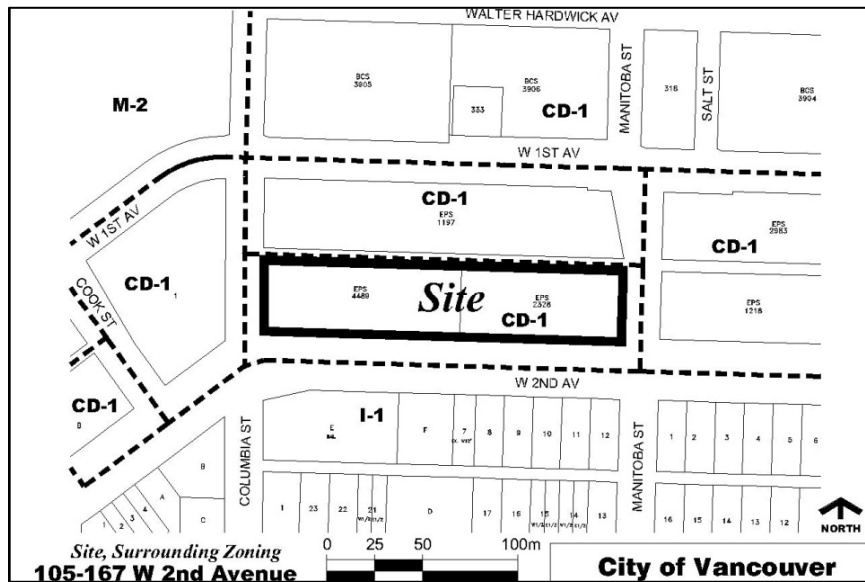 WALTER HARDWICK AV
BCS
3905
BCS
3906
333
CD-1
MANITOBA ST
316
SALT ST
BCS
3904
M-2
W 1ST AV
CD-1
EPS
1197
W 1ST AV
CD-1
1
COOK ST
EPS
2983
CD-1
EPS
4489
Site
EPS
2328
CD-1
EPS
1218
W 2ND AV
CD-1
B
I-1
E
F
7
8
9
10
11
12
1
2
3
4
5
6
COLUMBIA ST
MANITOBA ST
B
A
4
3
2
1
C
1
23
22
21
D
17
16
15
14
13
16
15
14
13
12
NORTH
Site, Surrounding Zoning
105-167 W 2nd Avenue
0 25 50 100m
City of Vancouver